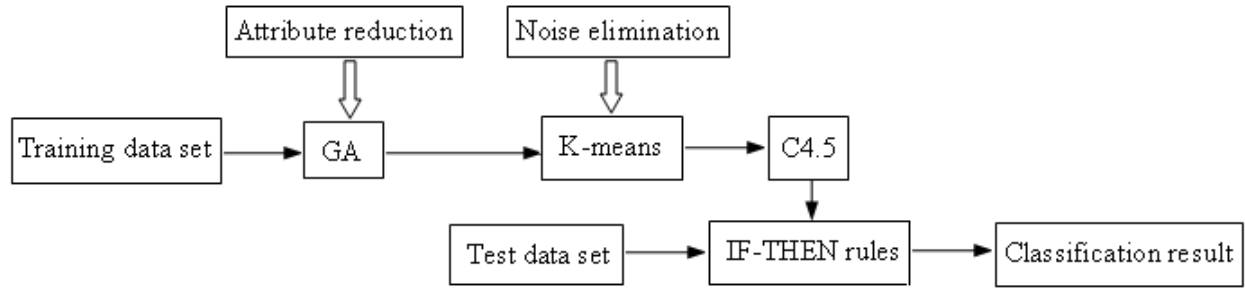 Attribute reduction
Noise elimination
Training data set
GA
K-means
C4.5
Test data set
IF-THEN rules
Classification result